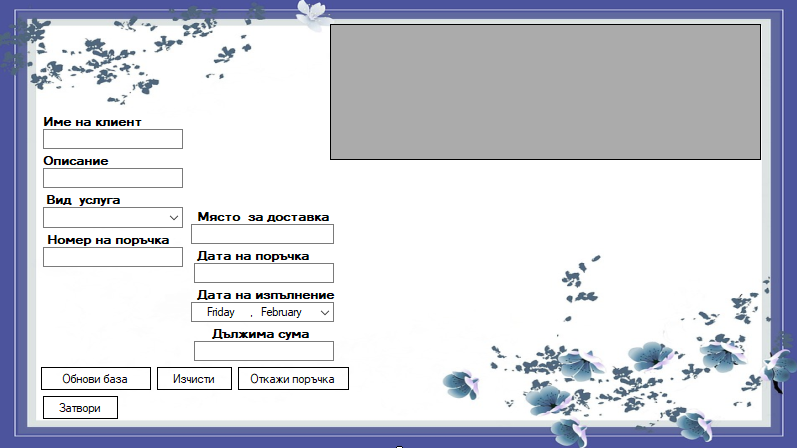 Име на клиент
Описание
Вид услуга
Номер на поръчка
Място за доставка
Дата на поръчка
Дата на изпълнение
Friday , February
Дължима сума
Обнови база
Изчисти
Откажи поръчка
Затвори